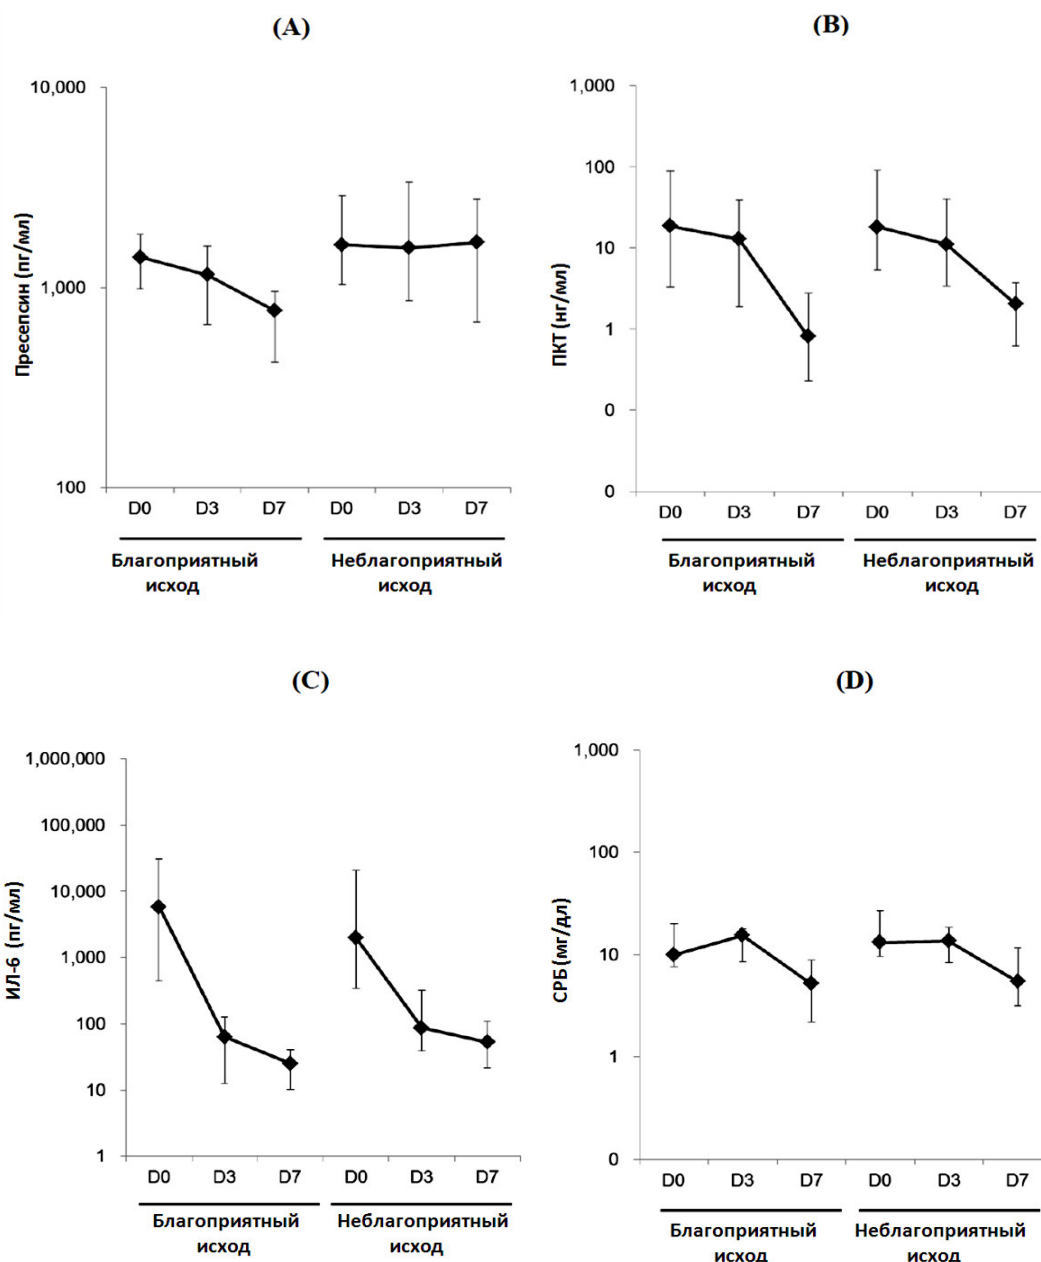 (A)
Пресепсин (пг/мл)
10,000
1,000
100
D0 D3 D7 D0 D3 D7
Благоприятный Неблагоприятный
исход исход
(B)
ПКТ (нг/мл)
1,000
100
10
1
0
0
D0 D3 D7 D0 D3 D7
Благоприятный Неблагоприятный
исход исход
(C)
ИЛ-6 (пг/мл)
1,000,000
100,000
10,000
1,000
100
10
1
D0 D3 D7 D0 D3 D7
Благоприятный Неблагоприятный
исход исход
(D)
СРБ (мг/дл)
1,000
100
10
1
0
D0 D3 D7 D0 D3 D7
Благоприятный Неблагоприятный
исход исход